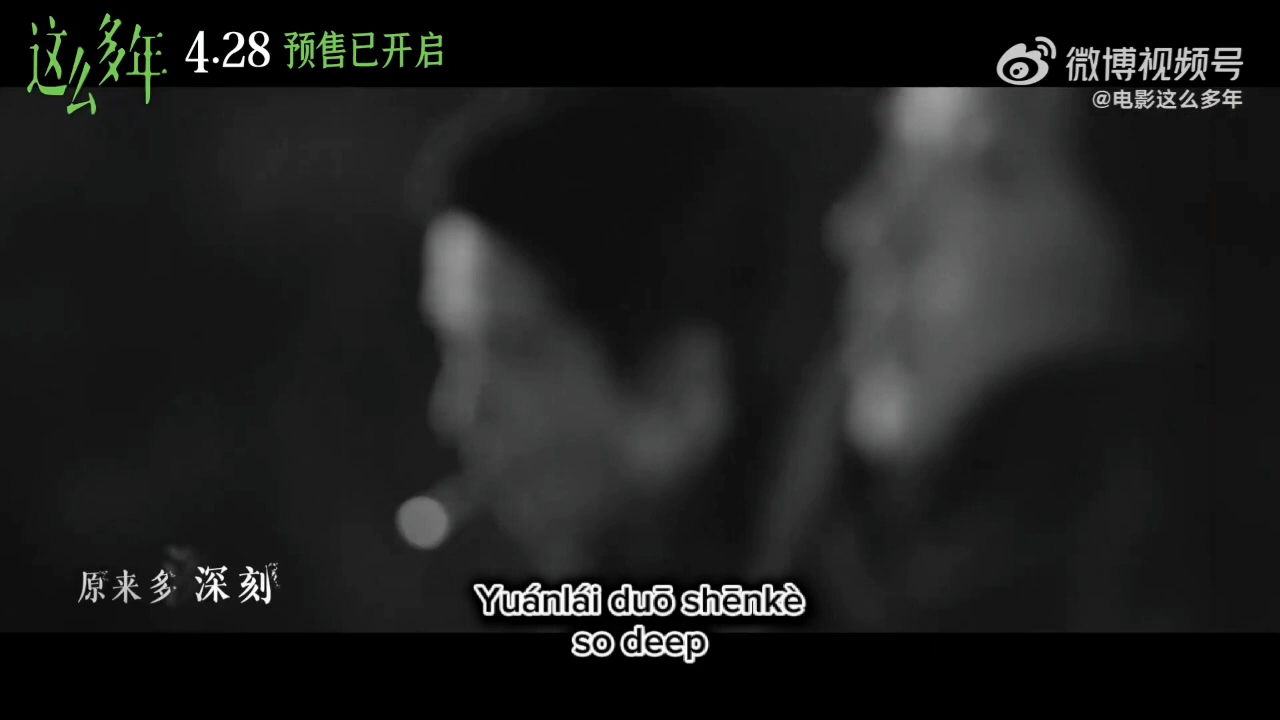 这么多年
4.28 预售已开启
微博视频号
@电影这么多年
原来多 深刻
Yuánlái duō shēnkè
so deep